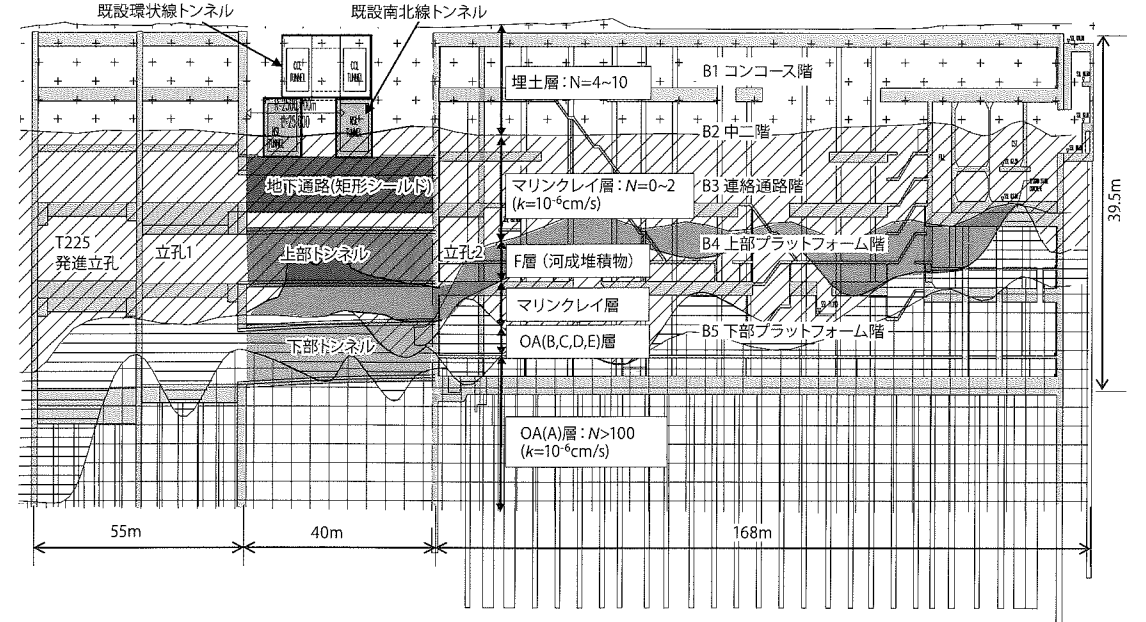 既設環状線トンネル
既設南北線トンネル
CCL
TUNNEL
CCL
TUNNEL
埋土層：N=4~10
B1 コンコース階
B2 中二階
地下通路(矩形シールド)
マリンクレイ層：N=0~2
(k=10⁻⁶cm/s)
B3 連絡通路階
39.5m
T225
発進立孔
立孔1
上部トンネル
立孔2
F層（河成堆積物）
B4 上部プラットフォーム階
マリンクレイ層
下部トンネル
OA(B,C,D,E)層
B5 下部プラットフォーム階
OA(A)層：N>100
(k=10⁻⁶cm/s)
55m
40m
168m